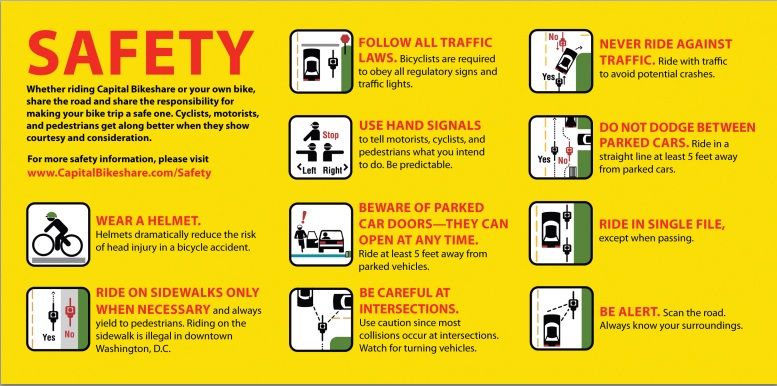 SAFETY
Whether riding Capital Bikeshare or your own bike,
share the road and share the responsibility for
making your bike trip a safe one. Cyclists, motorists,
and pedestrians get along better when they show
courtesy and consideration.
For more safety information, please visit
www.CapitalBikeshare.com/Safety
WEAR A HELMET.
Helmets dramatically reduce the risk
of head injury in a bicycle accident.
Yes
No
RIDE ON SIDEWALKS ONLY
WHEN NECESSARY and always
yield to pedestrians. Riding on the
sidewalk is illegal in downtown
Washington, D.C.
FOLLOW ALL TRAFFIC
LAWS. Bicyclists are required
to obey all regulatory signs and
traffic lights.
Stop
Left Right
USE HAND SIGNALS
to tell motorists, cyclists, and
pedestrians what you intend
to do. Be predictable.
!
BEWARE OF PARKED
CAR DOORS—THEY CAN
OPEN AT ANY TIME.
Ride at least 5 feet away from
parked vehicles.
BE CAREFUL AT
INTERSECTIONS.
Use caution since most
collisions occur at intersections.
Watch for turning vehicles.
No
Yes
NEVER RIDE AGAINST
TRAFFIC. Ride with traffic
to avoid potential crashes.
Yes No
DO NOT DODGE BETWEEN
PARKED CARS. Ride in a
straight line at least 5 feet away
from parked cars.
RIDE IN SINGLE FILE,
except when passing.
BE ALERT. Scan the road.
Always know your surroundings.